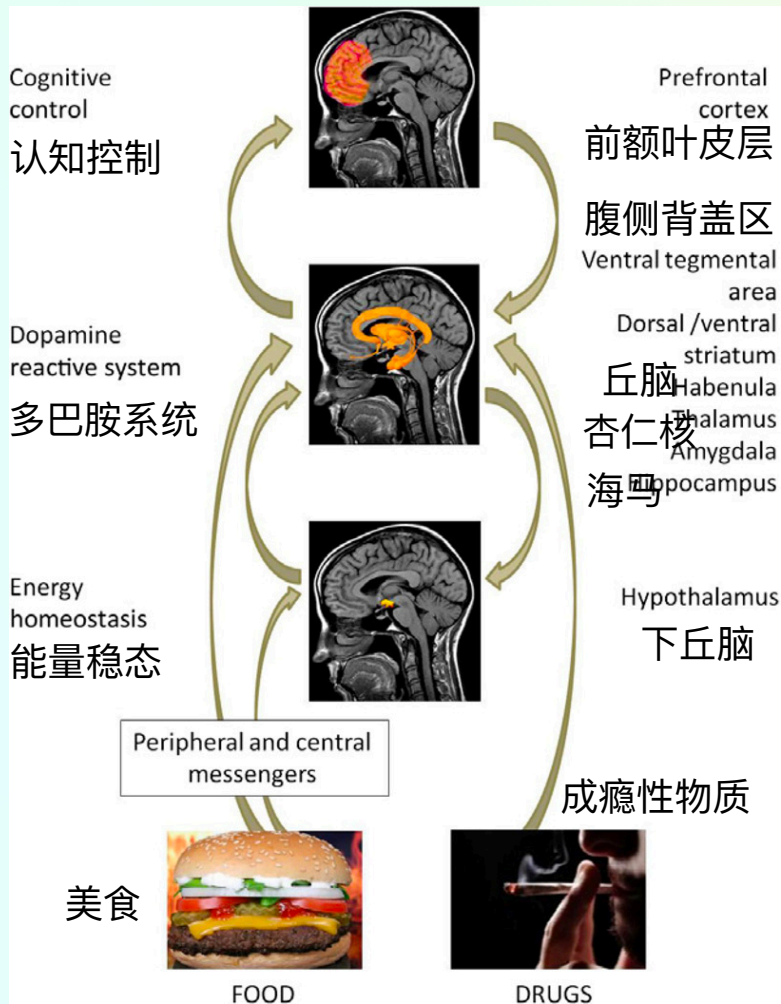 Cognitive
control
认知控制
Prefrontal
cortex
前额叶皮层
腹侧背盖区
Ventral tegmental
area
Dorsal /ventral
striatum
Dopamine
reactive system
多巴胺系统
丘脑
Habenula
Thalamus
杏仁核
Amygdala
海马
Hippocampus
Energy
homeostasis
能量稳态
Hypothalamus
下丘脑
Peripheral and central
messengers
成瘾性物质
美食
FOOD
DRUGS